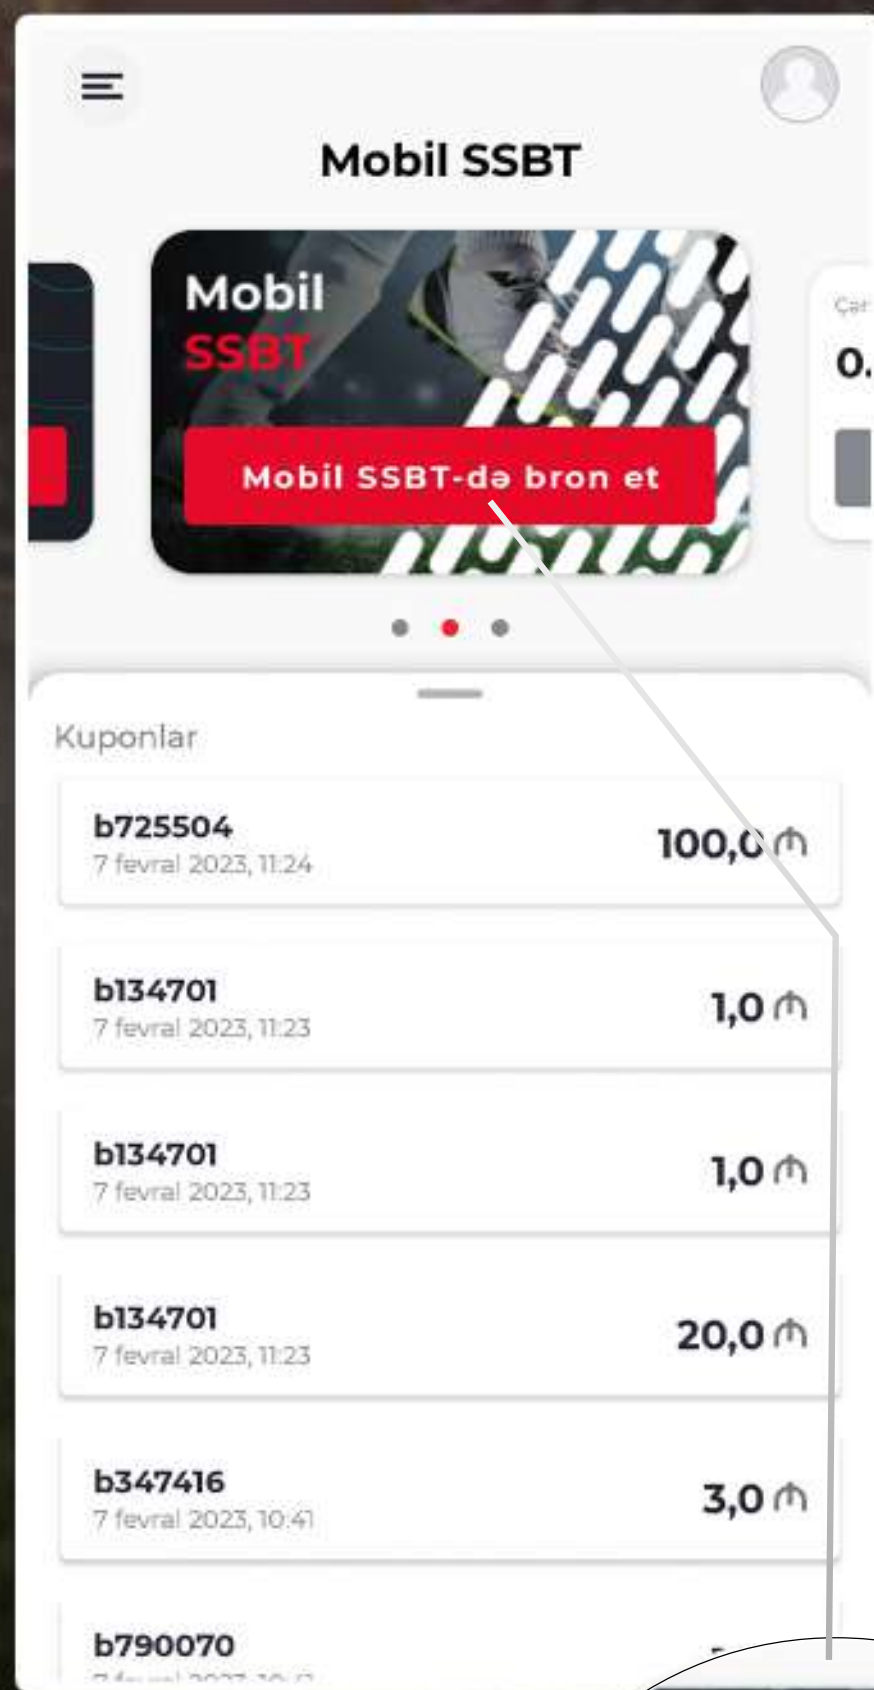 Mobil SSBT
Mobil
SSBT
Mobil SSBT-də bron et
0.
Kuponlar
b725504
7 fevral 2023, 11:24
100,0 ₼
b134701
7 fevral 2023, 11:23
1,0 ₼
b134701
7 fevral 2023, 11:23
1,0 ₼
b134701
7 fevral 2023, 11:23
20,0 ₼
b347416
7 fevral 2023, 10:41
3,0 ₼
b790070